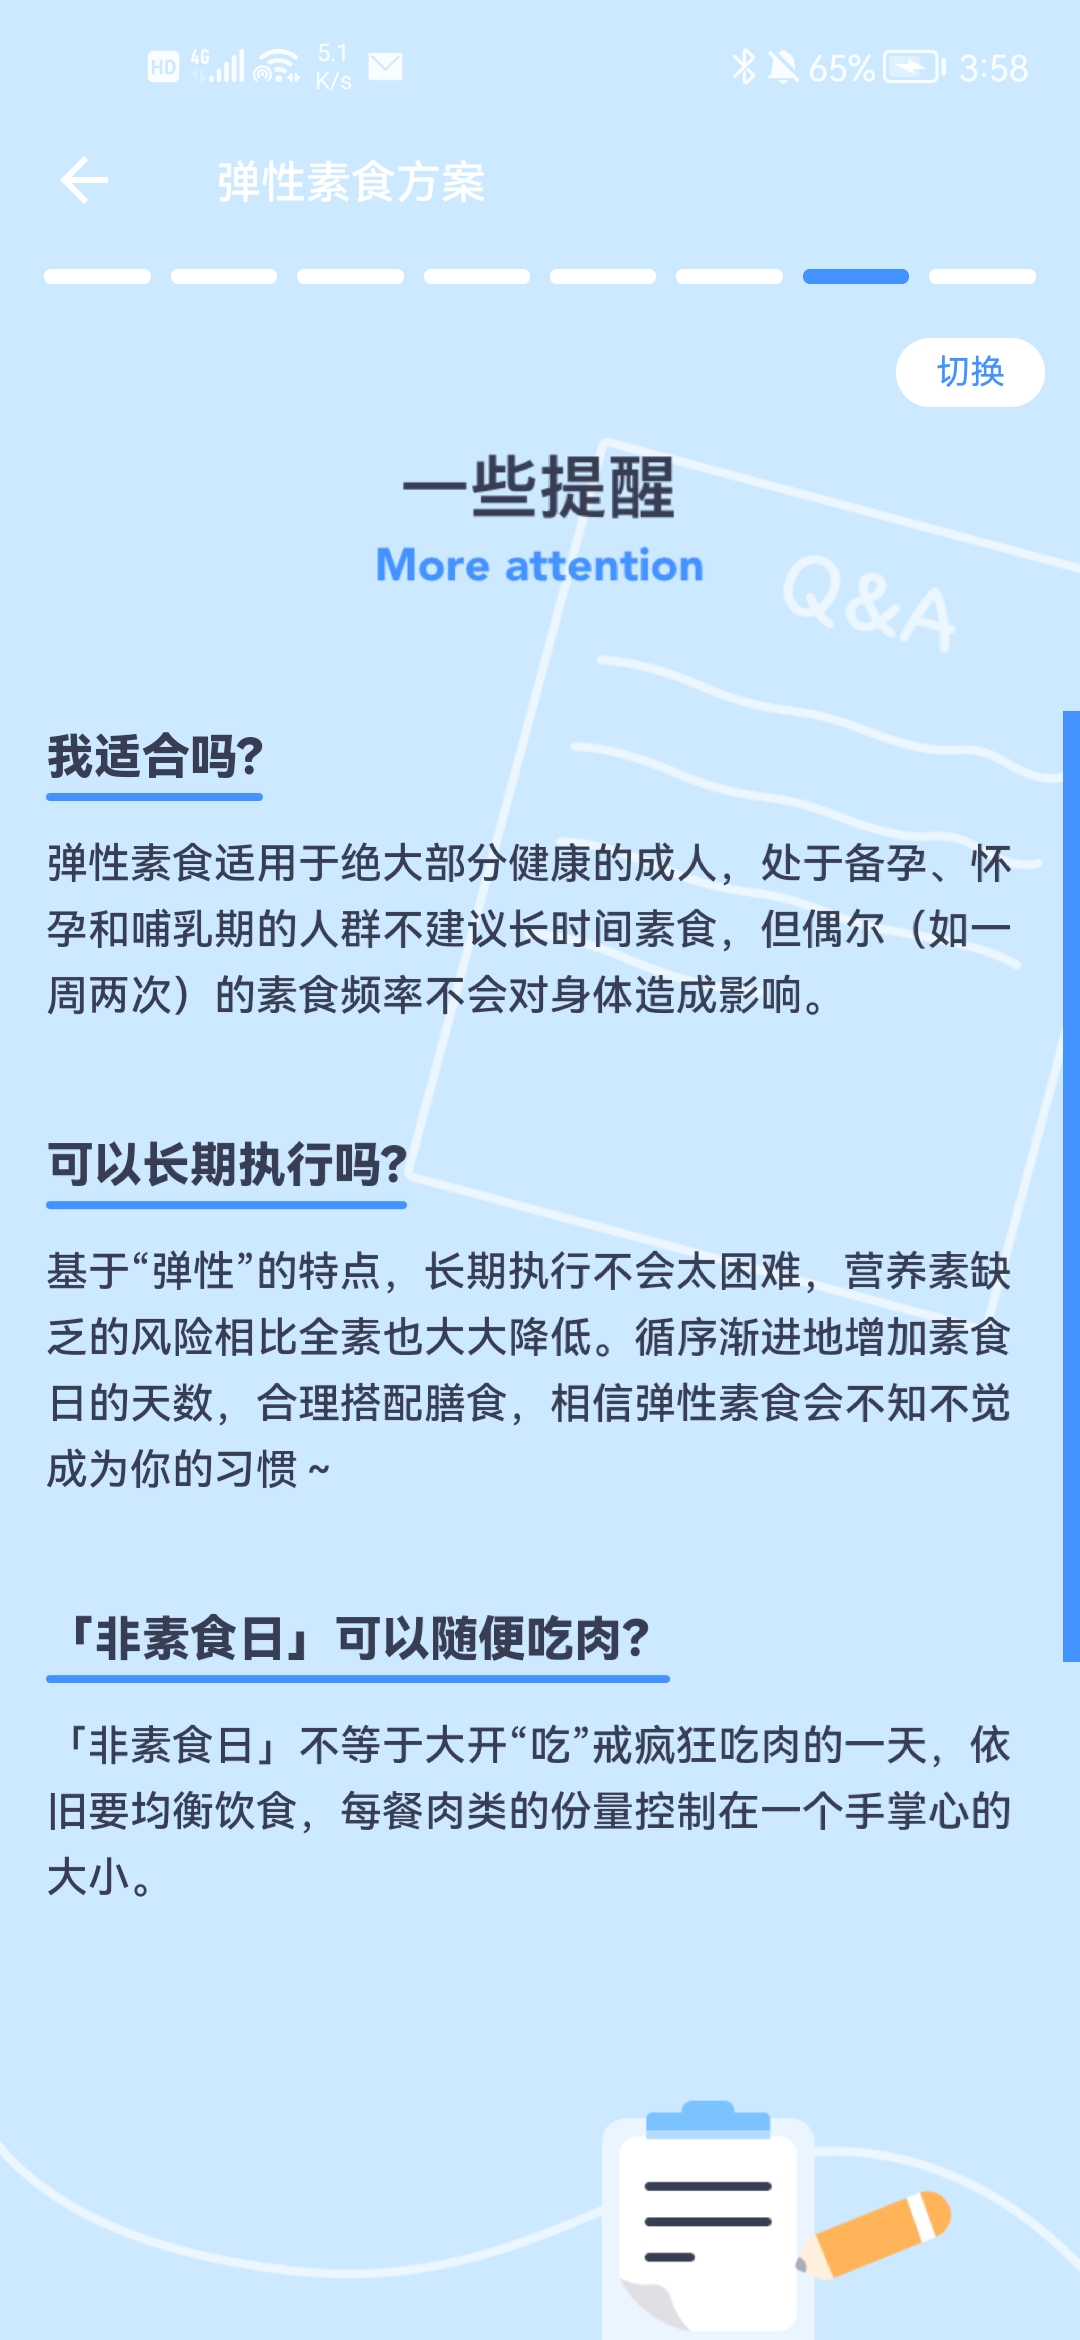 HD 4G 5.1 K/s 65% 3:58
弹性素食方案
切换
一些提醒
More attention
Q&A
我适合吗?
弹性素食适用于绝大部分健康的成人，处于备孕、怀
孕和哺乳期的人群不建议长时间素食，但偶尔（如一
周两次）的素食频率不会对身体造成影响。
可以长期执行吗?
基于“弹性”的特点，长期执行不会太困难，营养素缺
乏的风险相比全素也大大降低。循序渐进地增加素食
日的天数，合理搭配膳食，相信弹性素食会不知不觉
成为你的习惯 ~
「非素食日」可以随便吃肉?
「非素食日」不等于大开“吃”戒疯狂吃肉的一天，依
旧要均衡饮食，每餐肉类的份量控制在一个手掌心的
大小。